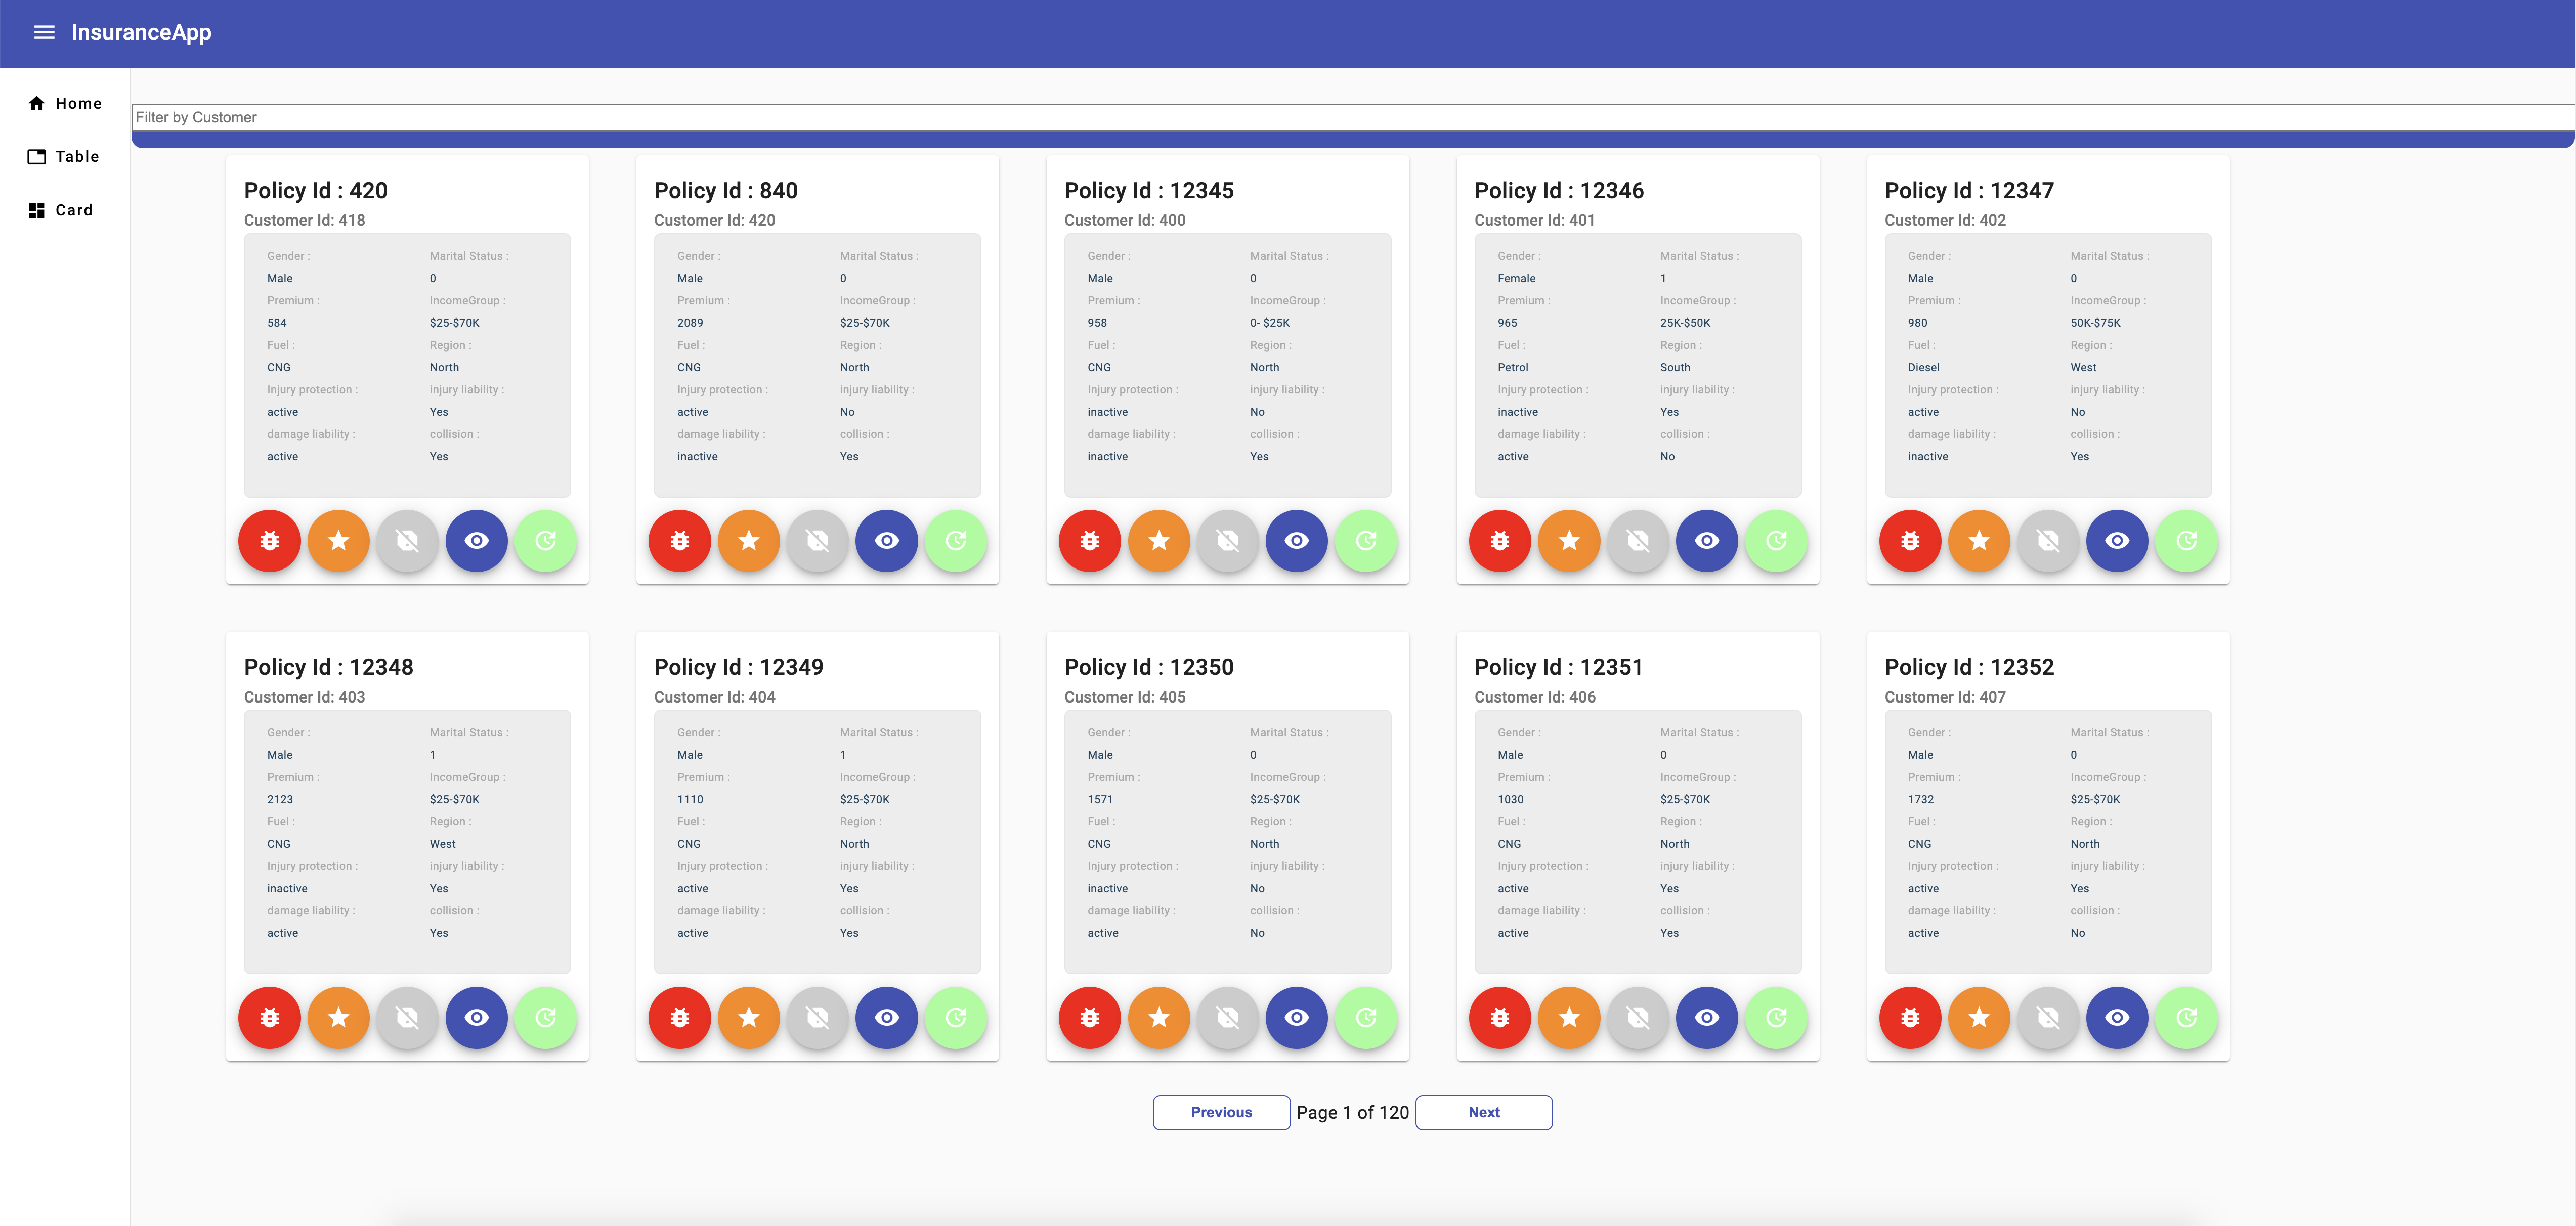 InsuranceApp
Home
Table
Card
Filter by Customer
Policy Id : 420
Customer Id: 418
Gender : Marital Status :
Male 0
Premium : IncomeGroup :
584 $25-$70K
Fuel : Region :
CNG North
Injury protection : injury liability :
active Yes
damage liability : collision :
active Yes
Policy Id : 840
Customer Id: 420
Gender : Marital Status :
Male 0
Premium : IncomeGroup :
2089 $25-$70K
Fuel : Region :
CNG North
Injury protection : injury liability :
active No
damage liability : collision :
inactive Yes
Policy Id : 12345
Customer Id: 400
Gender : Marital Status :
Male 0
Premium : IncomeGroup :
958 0- $25K
Fuel : Region :
CNG North
Injury protection : injury liability :
inactive No
damage liability : collision :
inactive Yes
Policy Id : 12346
Customer Id: 401
Gender : Marital Status :
Female 1
Premium : IncomeGroup :
965 25K-$50K
Fuel : Region :
Petrol South
Injury protection : injury liability :
inactive Yes
damage liability : collision :
active No
Policy Id : 12347
Customer Id: 402
Gender : Marital Status :
Male 0
Premium : IncomeGroup :
980 50K-$75K
Fuel : Region :
Diesel West
Injury protection : injury liability :
active No
damage liability : collision :
inactive Yes
Policy Id : 12348
Customer Id: 403
Gender : Marital Status :
Male 1
Premium : IncomeGroup :
2123 $25-$70K
Fuel : Region :
CNG West
Injury protection : injury liability :
inactive Yes
damage liability : collision :
active Yes
Policy Id : 12349
Customer Id: 404
Gender : Marital Status :
Male 1
Premium : IncomeGroup :
1110 $25-$70K
Fuel : Region :
CNG North
Injury protection : injury liability :
active Yes
damage liability : collision :
active Yes
Policy Id : 12350
Customer Id: 405
Gender : Marital Status :
Male 0
Premium : IncomeGroup :
1571 $25-$70K
Fuel : Region :
CNG North
Injury protection : injury liability :
inactive No
damage liability : collision :
active No
Policy Id : 12351
Customer Id: 406
Gender : Marital Status :
Male 0
Premium : IncomeGroup :
1030 $25-$70K
Fuel : Region :
CNG North
Injury protection : injury liability :
active Yes
damage liability : collision :
active Yes
Policy Id : 12352
Customer Id: 407
Gender : Marital Status :
Male 0
Premium : IncomeGroup :
1732 $25-$70K
Fuel : Region :
CNG North
Injury protection : injury liability :
active Yes
damage liability : collision :
active No
Previous Page 1 of 120 Next